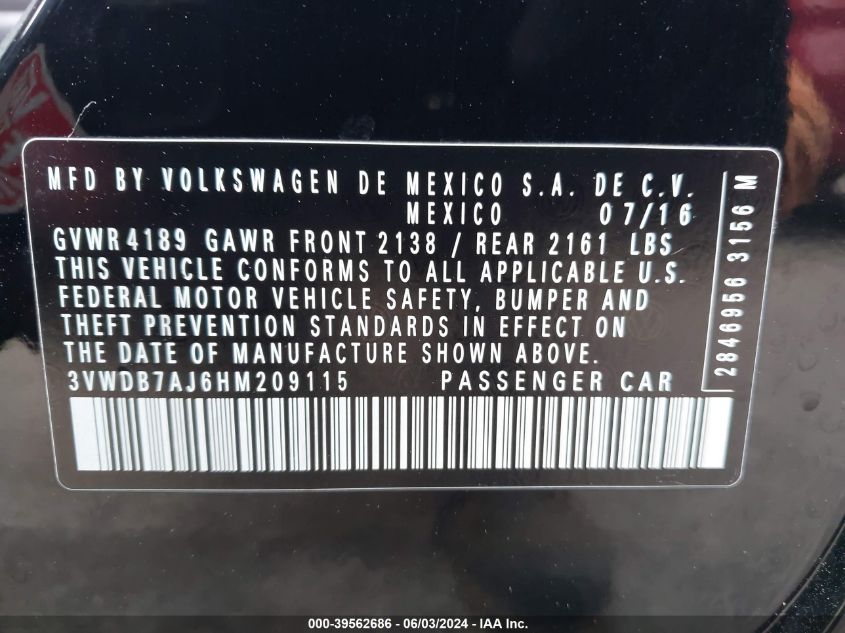 MFD BY VOLKSWAGEN DE MEXICO S.A. DE C.V.
MEXICO 07/16
GVWR 4189 GAWR FRONT 2138 / REAR 2161 LBS
THIS VEHICLE CONFORMS TO ALL APPLICABLE U.S.
FEDERAL MOTOR VEHICLE SAFETY, BUMPER AND
THEFT PREVENTION STANDARDS IN EFFECT ON
THE DATE OF MANUFACTURE SHOWN ABOVE.
3VWDB7AJ6HM209115 PASSENGER CAR
2846956 3156 M
000-39562686 - 06/03/2024 - IAA Inc.